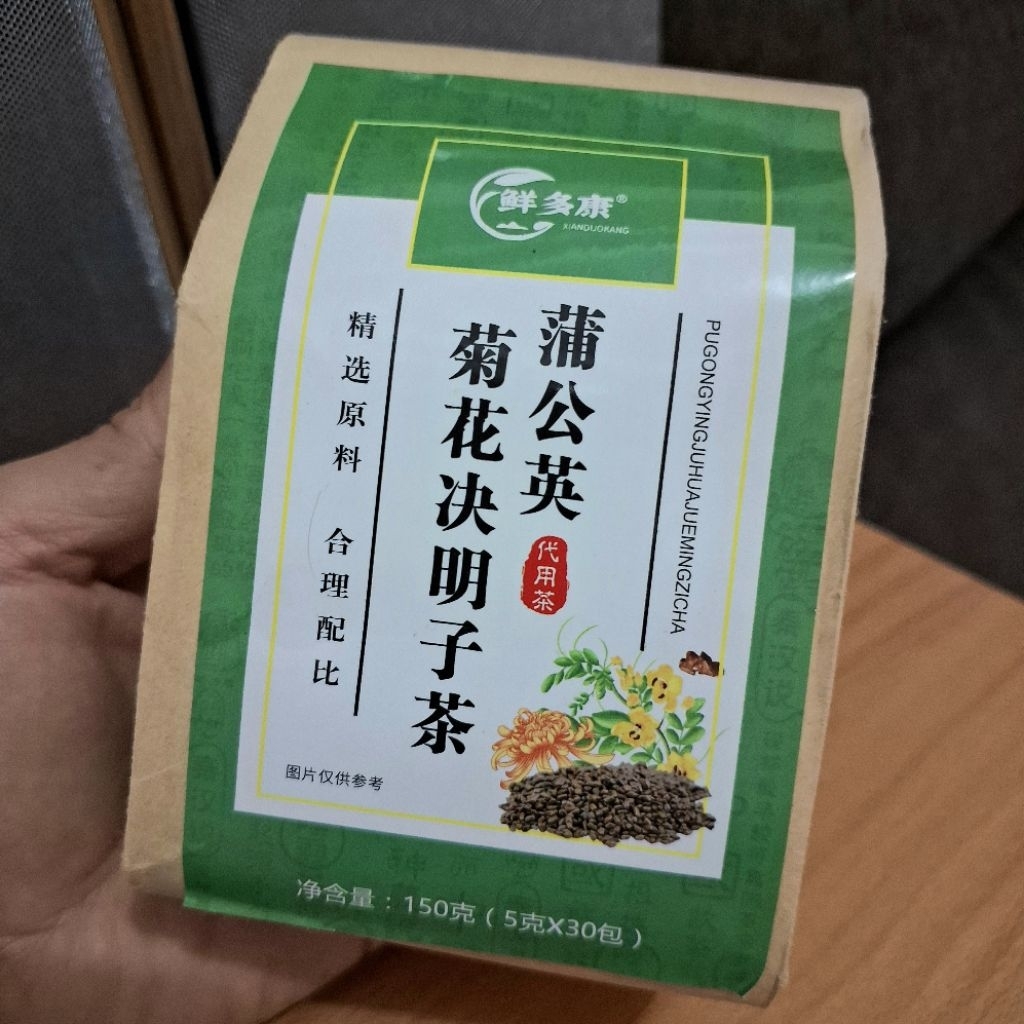 鲜多康®
XIANDUOKANG
PUGONGYINGJUHUAJUEMINGZICHA
蒲公英
代用茶
菊花决明子茶
精选原料 合理配比
图片仅供参考
净含量：150克（5克X30包）